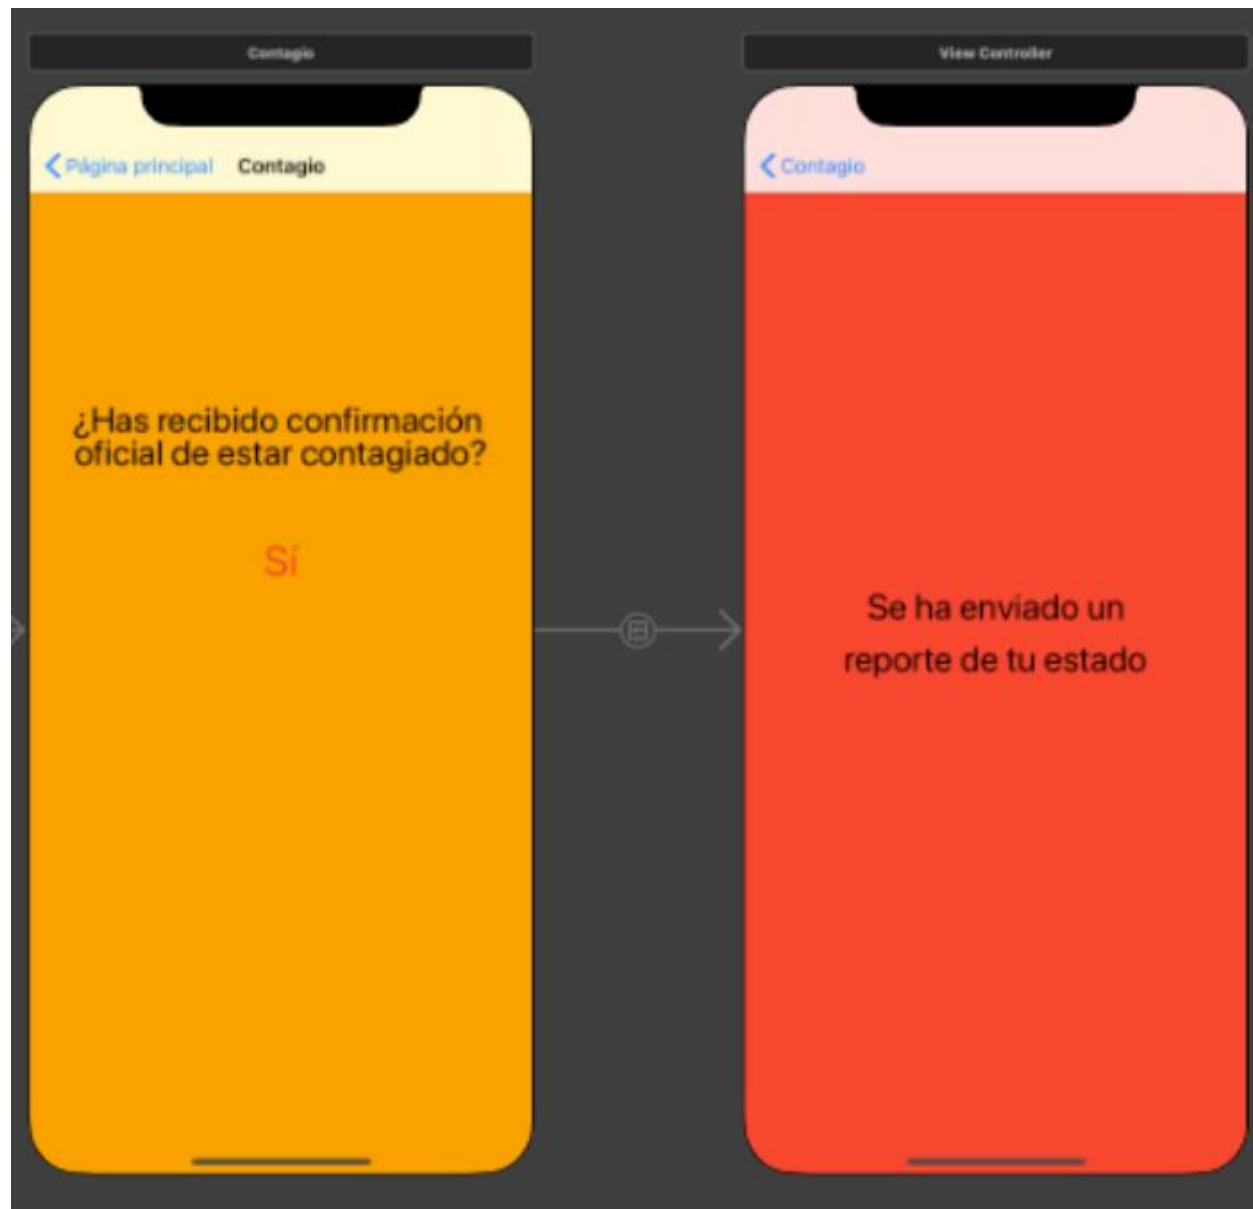 Contagio
View Controller
Página principal Contagio
Contagio
¿Has recibido confirmación
oficial de estar contagiado?
Sí
Se ha enviado un
reporte de tu estado